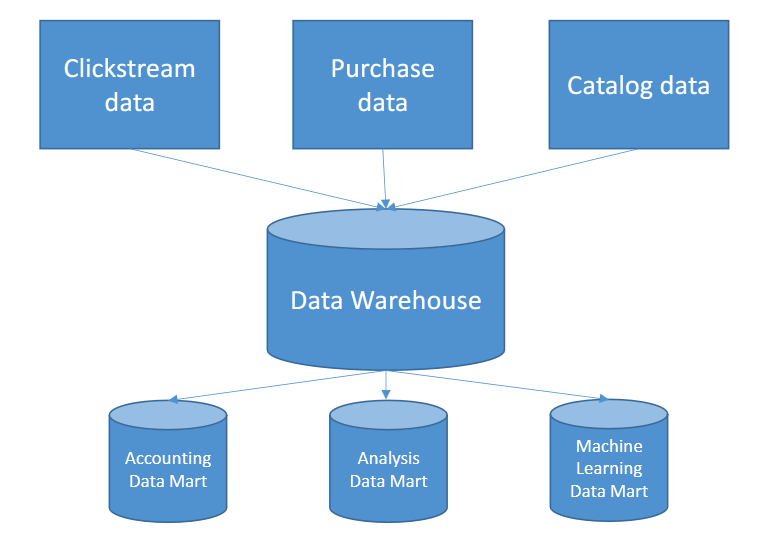 Clickstream
data
Purchase
data
Catalog data
Data Warehouse
Accounting
Data Mart
Analysis
Data Mart
Machine
Learning
Data Mart